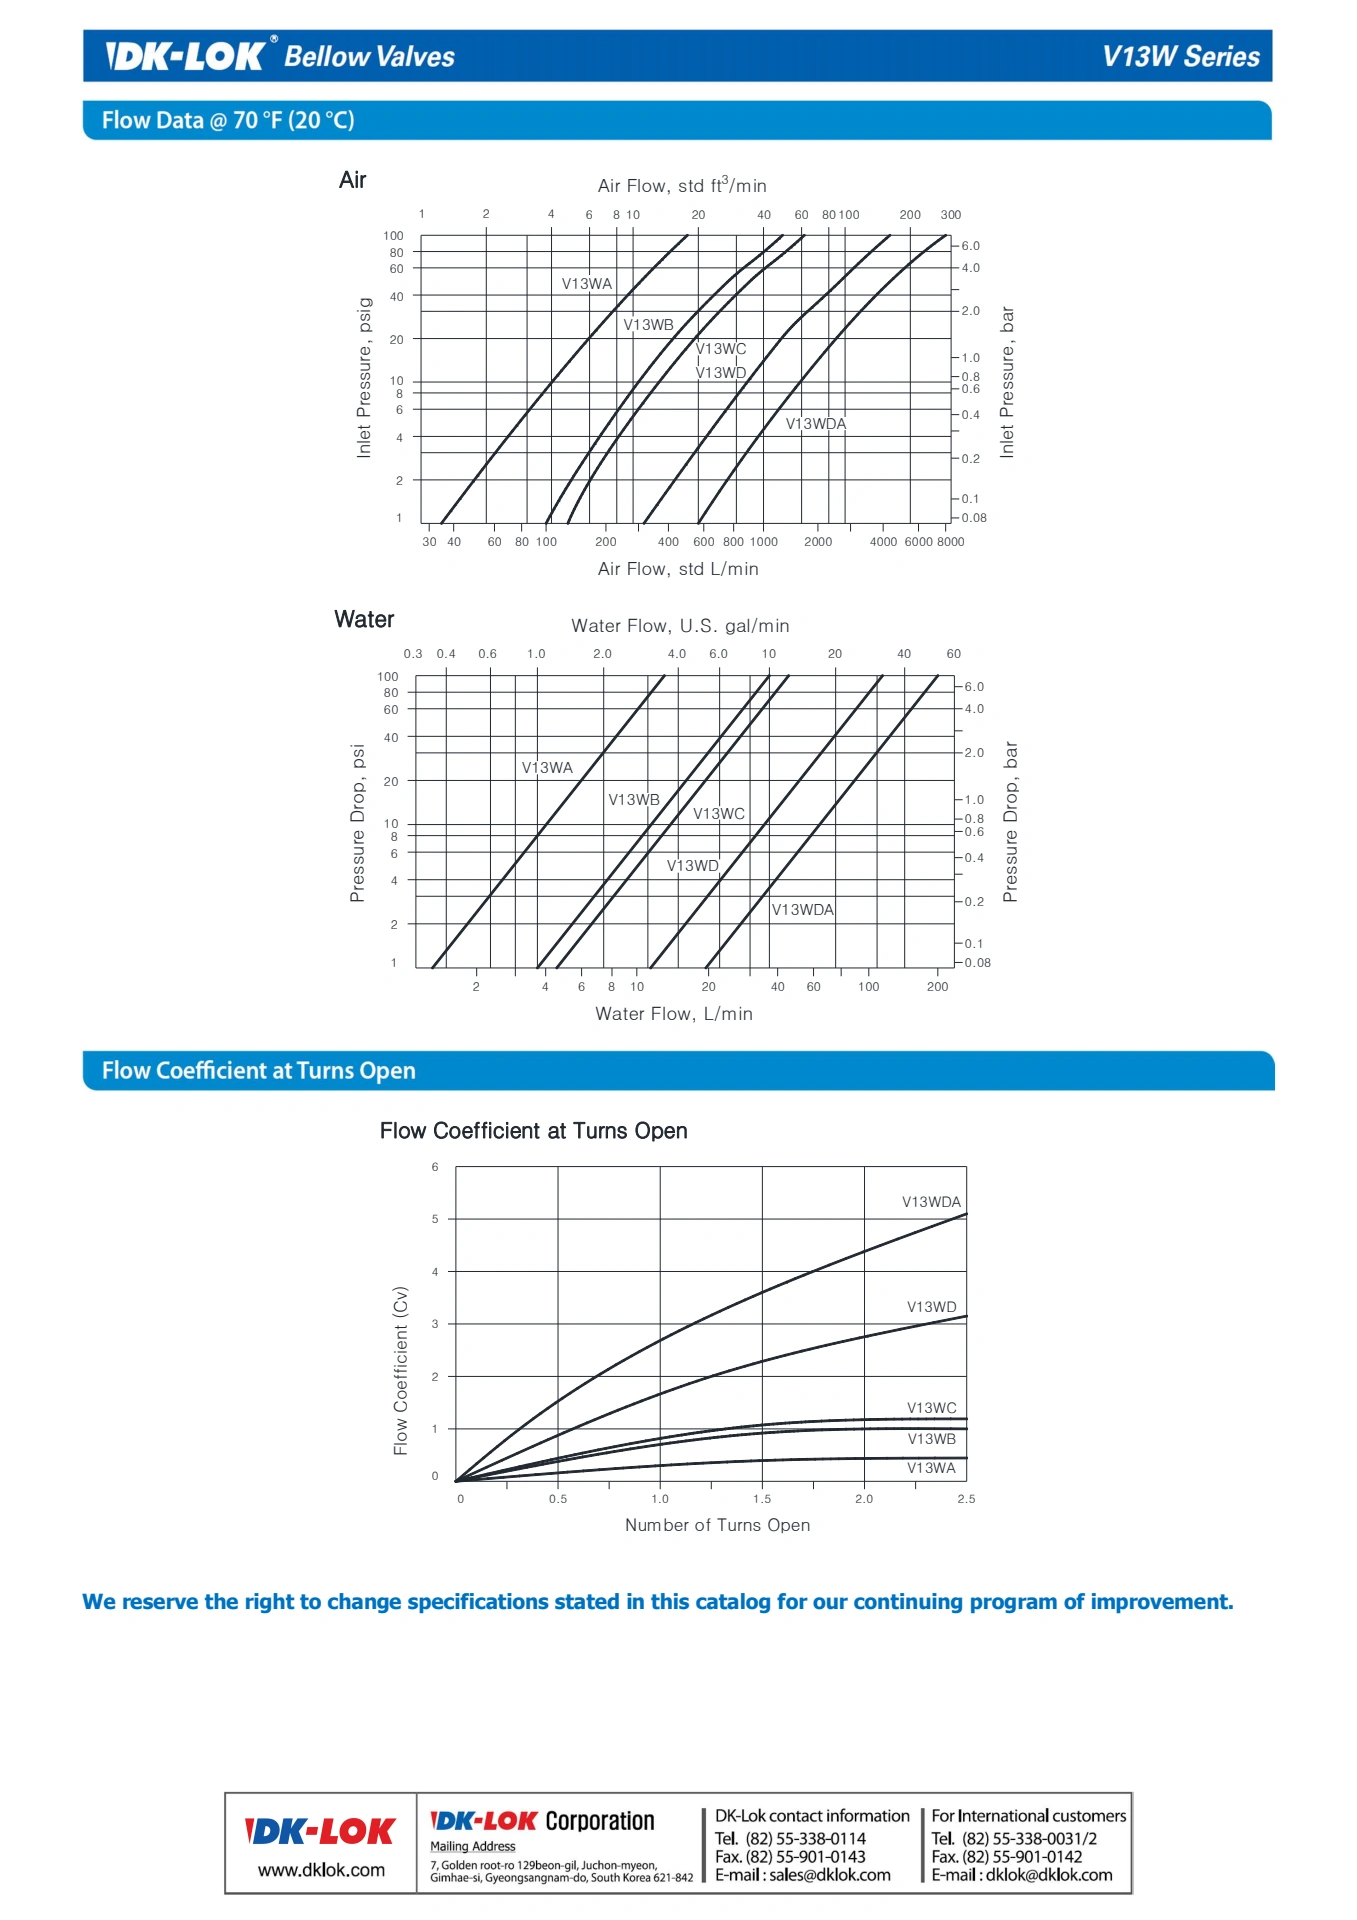 DK-LOK® Bellow Valves V13W Series
Flow Data @ 70 °F (20 °C)
Air
Air Flow, std ft³/min
1 2 4 6 8 10 20 40 60 80 100 200 300
100
80
60
40
20
10
8
6
4
2
1
Inlet Pressure, psig
V13WA
V13WB
V13WC
V13WD
V13WDA
6.0
4.0
2.0
1.0
0.8
0.6
0.4
0.2
0.1
0.08
Inlet Pressure, bar
30 40 60 80 100 200 400 600 800 1000 2000 4000 6000 8000
Air Flow, std L/min
Water
Water Flow, U.S. gal/min
0.3 0.4 0.6 1.0 2.0 4.0 6.0 10 20 40 60
100
80
60
40
20
10
8
6
4
2
1
Pressure Drop, psi
V13WA
V13WB
V13WC
V13WD
V13WDA
6.0
4.0
2.0
1.0
0.8
0.6
0.4
0.2
0.1
0.08
Pressure Drop, bar
2 4 6 8 10 20 40 60 100 200
Water Flow, L/min
Flow Coefficient at Turns Open
Flow Coefficient at Turns Open
6
5
4
3
2
1
0
Flow Coefficient (Cv)
V13WDA
V13WD
V13WC
V13WB
V13WA
0 0.5 1.0 1.5 2.0 2.5
Number of Turns Open
We reserve the right to change specifications stated in this catalog for our continuing program of improvement.
DK-LOK
www.dklok.com
DK-LOK Corporation
Mailing Address
7, Golden root-ro 129beon-gil, Juchon-myeon,
Gimhae-si, Gyeongsangnam-do, South Korea 621-842
DK-Lok contact information
Tel. (82) 55-338-0114
Fax. (82) 55-901-0143
E-mail : sales@dklok.com
For International customers
Tel. (82) 55-338-0031/2
Fax. (82) 55-901-0142
E-mail : dklok@dklok.com